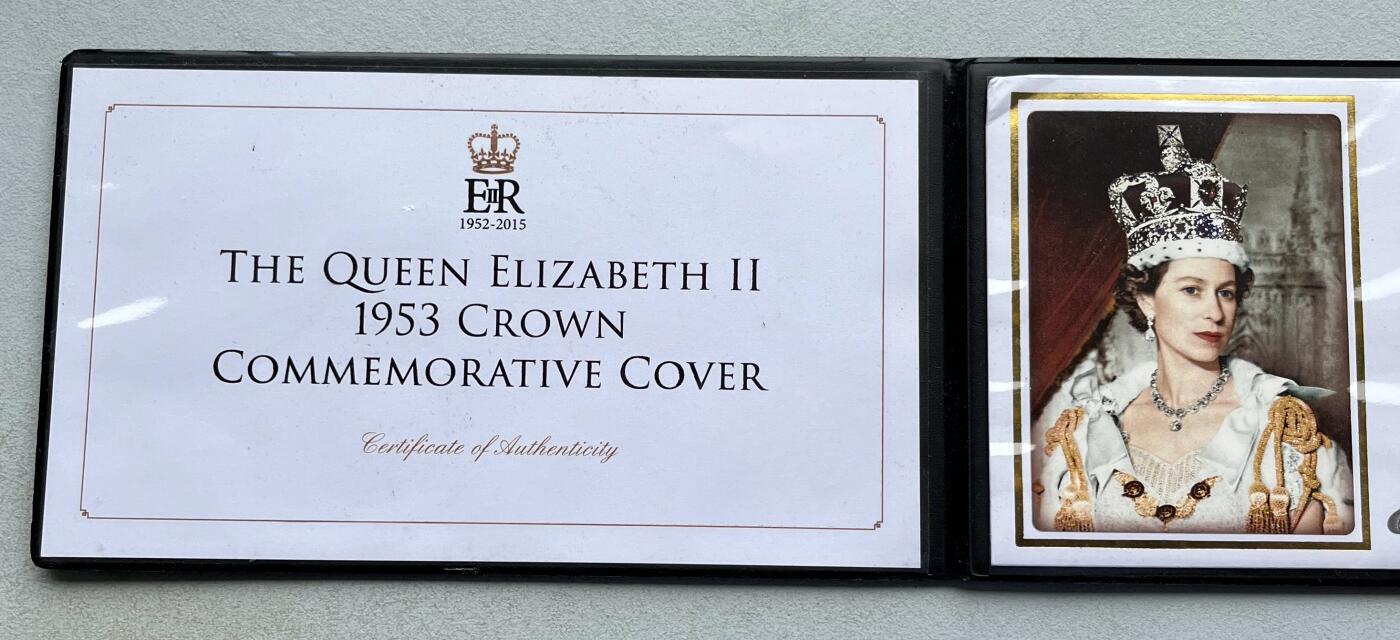 EIIR
1952-2015
THE QUEEN ELIZABETH II
1953 CROWN
COMMEMORATIVE COVER
Certificate of Authenticity